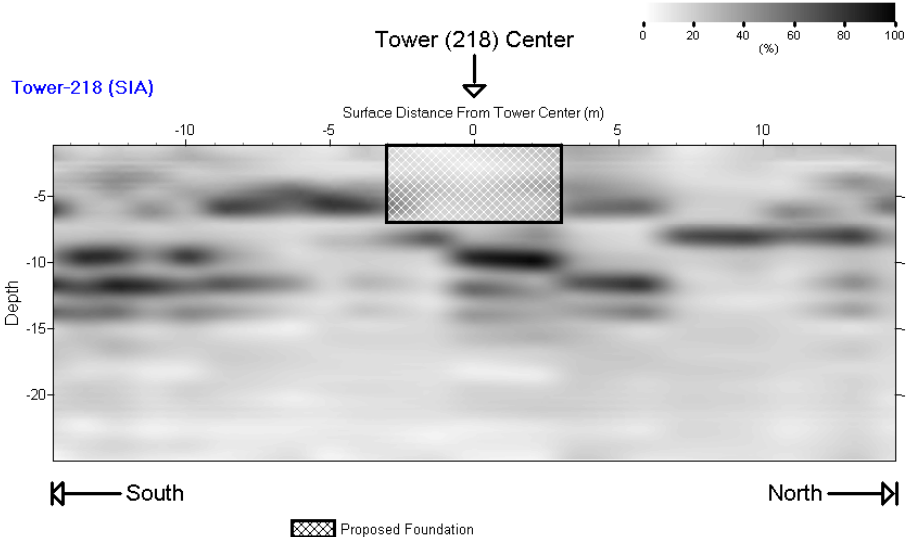 0 20 40 60 80 100
(%)
Tower (218) Center
Tower-218 (SIA)
Surface Distance From Tower Center (m)
-10 -5 0 5 10
-5
-10
-15
-20
Depth
South
North
Proposed Foundation